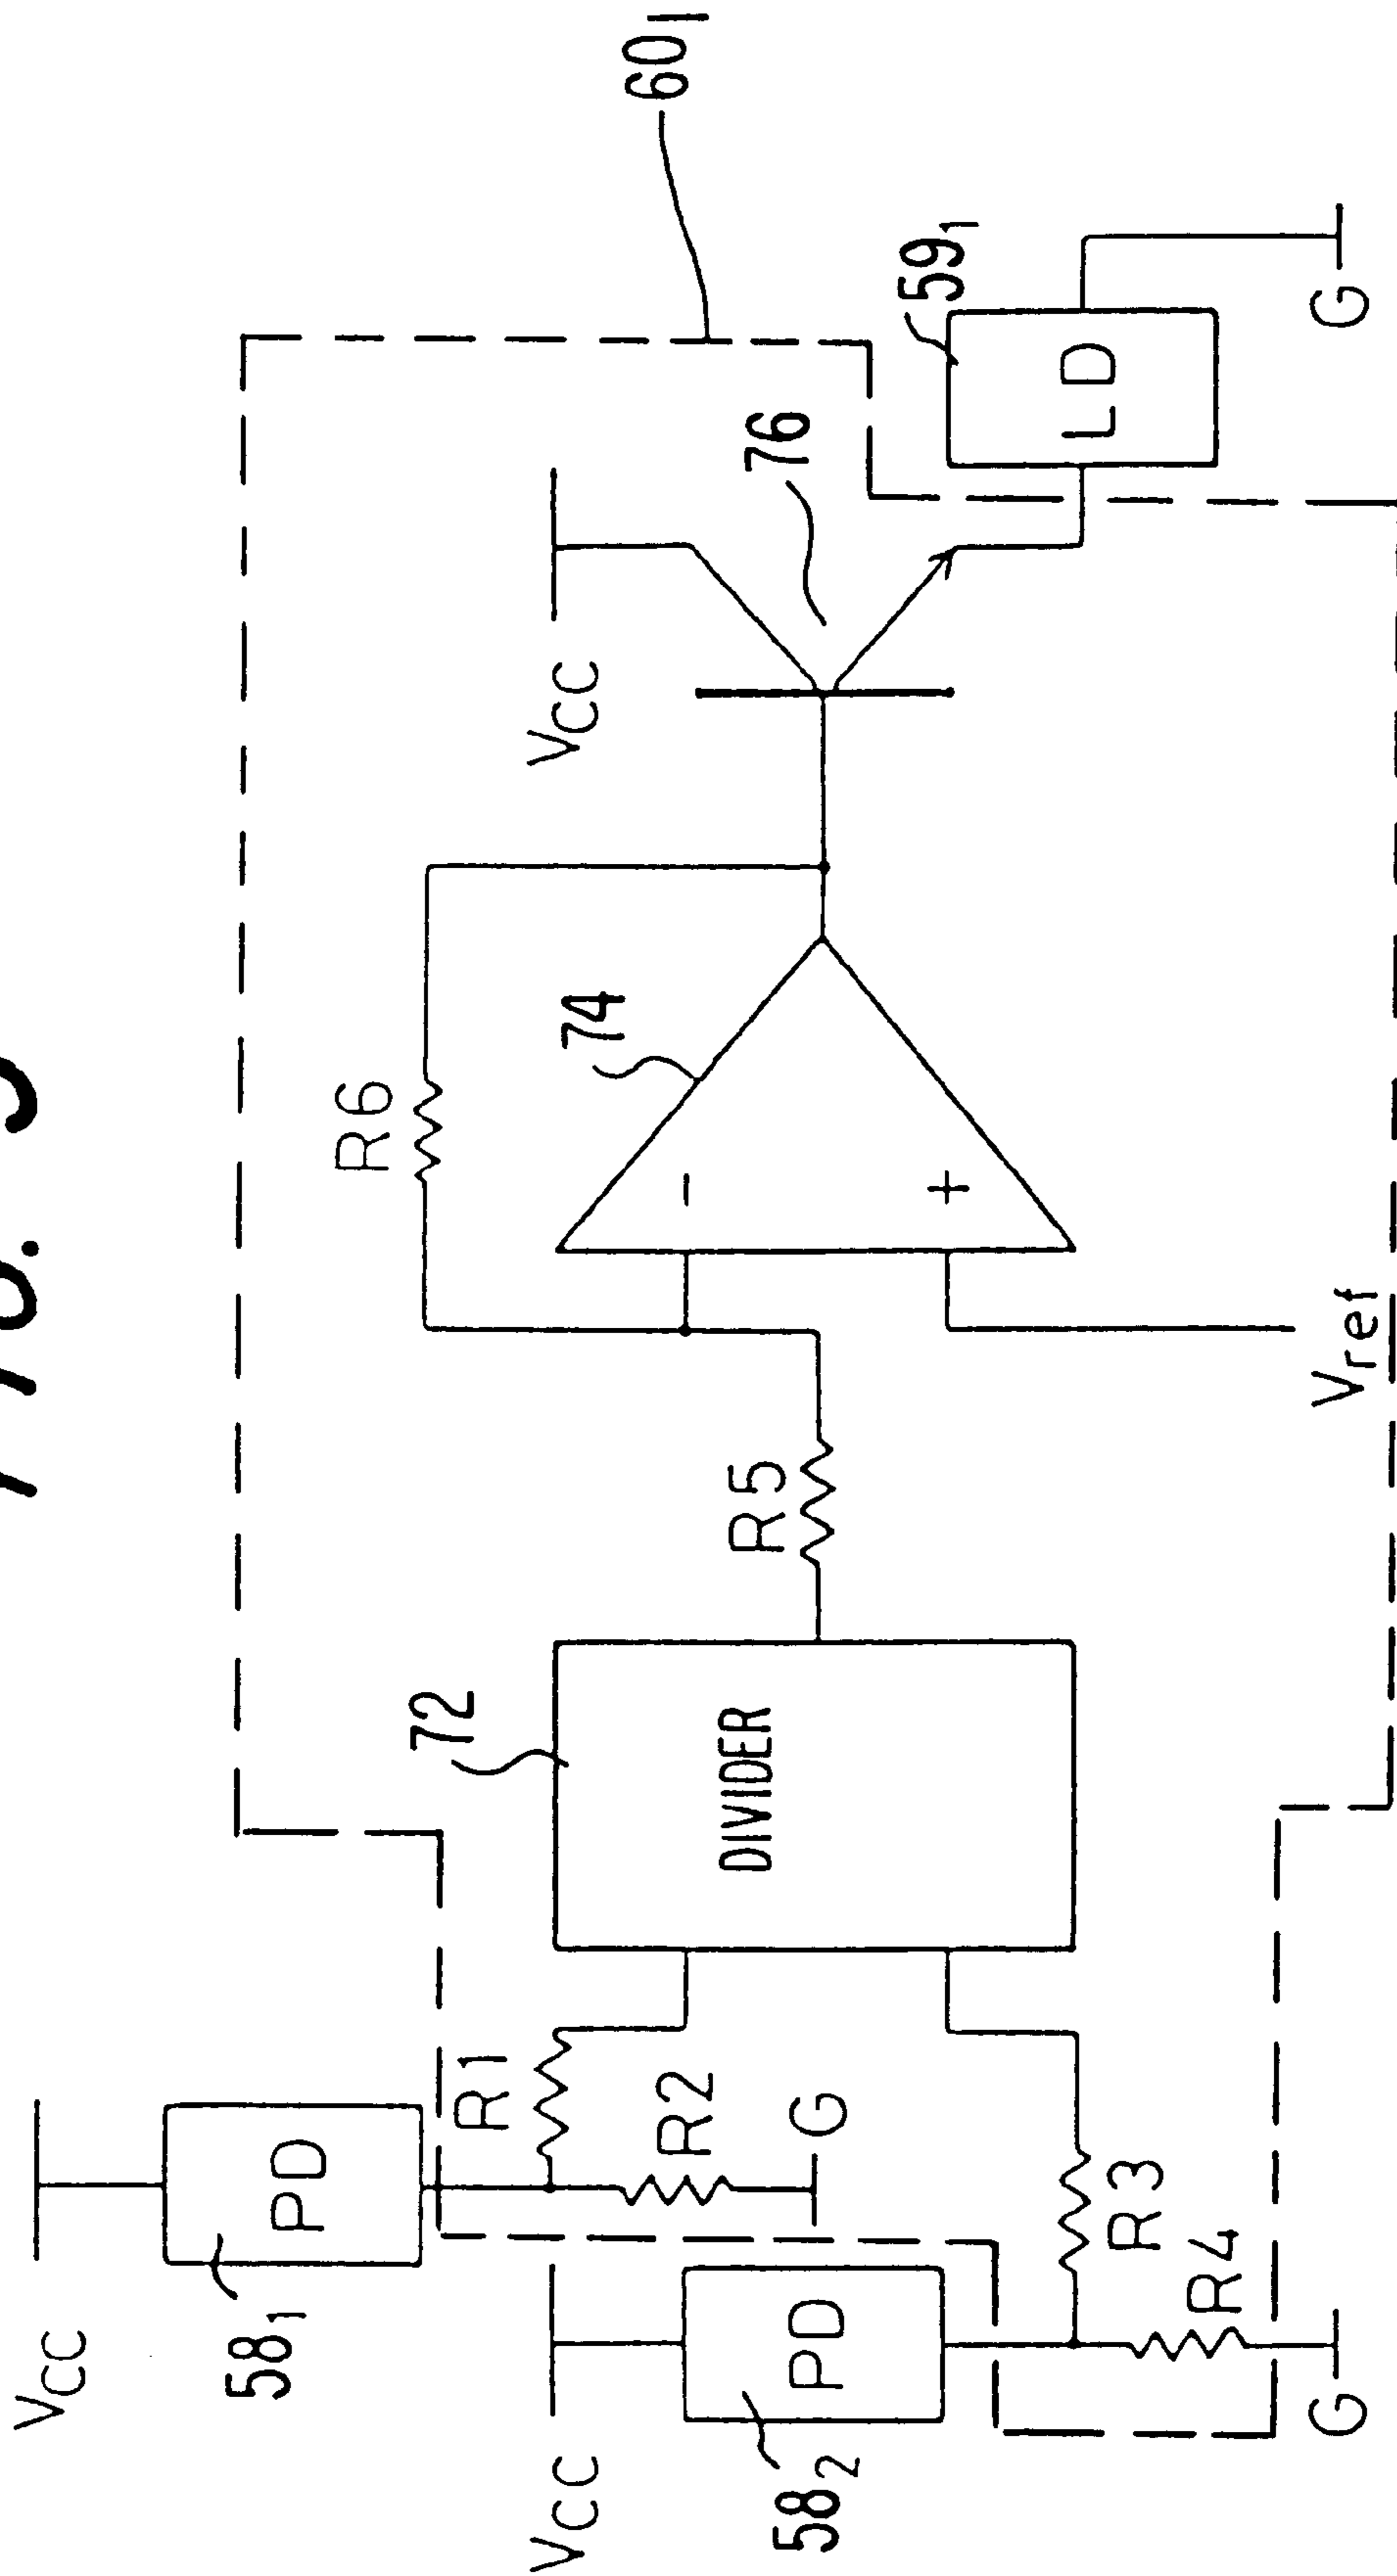 FIG.
60₁
R6
VCC
58₁
PD
72
74
VCC
76
R1
R5
59₁
VCC
58₂
PD
R2
G
DIVIDER
-
+
LD
R3
R4
G
Vref
G